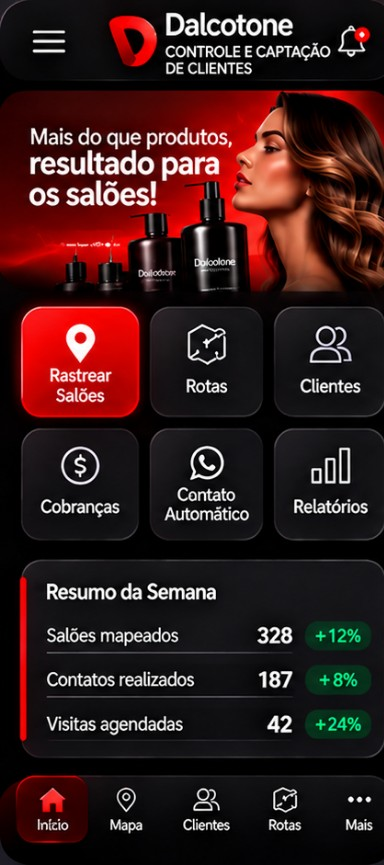 Dalcotone
CONTROLE E CAPTAÇÃO
DE CLIENTES
Mais do que produtos,
resultado para
os salões!
Rastrear
Salões
Rotas
Clientes
Cobranças
Contato
Automático
Relatórios
Resumo da Semana
Salões mapeados 328 +12%
Contatos realizados 187 +8%
Visitas agendadas 42 +24%
Início
Mapa
Clientes
Rotas
Mais